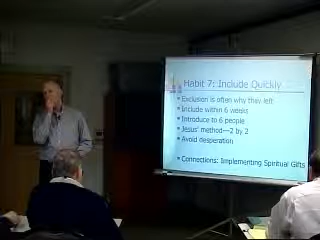 Habit 7: Include Quickly
Exclusion is often why they left
Include within 6 weeks
Introduce to 6 people
Jesus' method—2 by 2
Avoid desperation
Connections: Implementing Spiritual Gifts